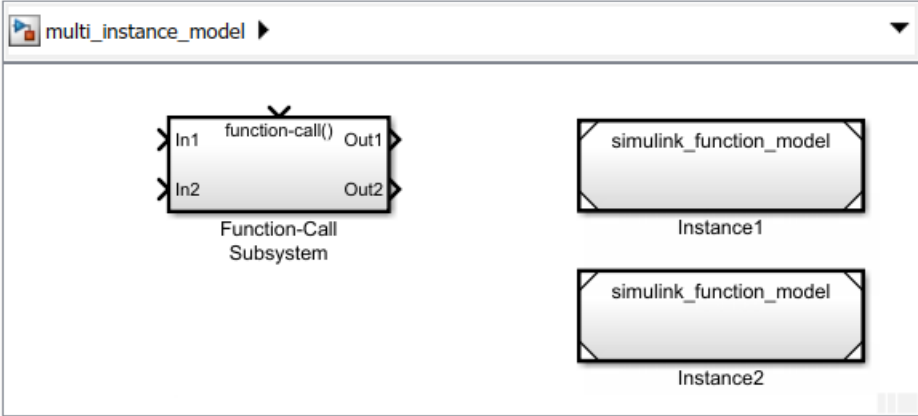 multi_instance_model
function-call()
In1
Out1
In2
Out2
Function-Call
Subsystem
simulink_function_model
Instance1
simulink_function_model
Instance2